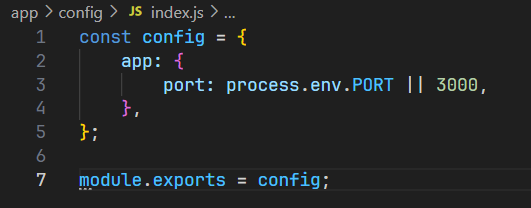 app > config > JS index.js > ...
1 const config = {
2     app: {
3         port: process.env.PORT || 3000,
4     },
5 };
6
7 module.exports = config;